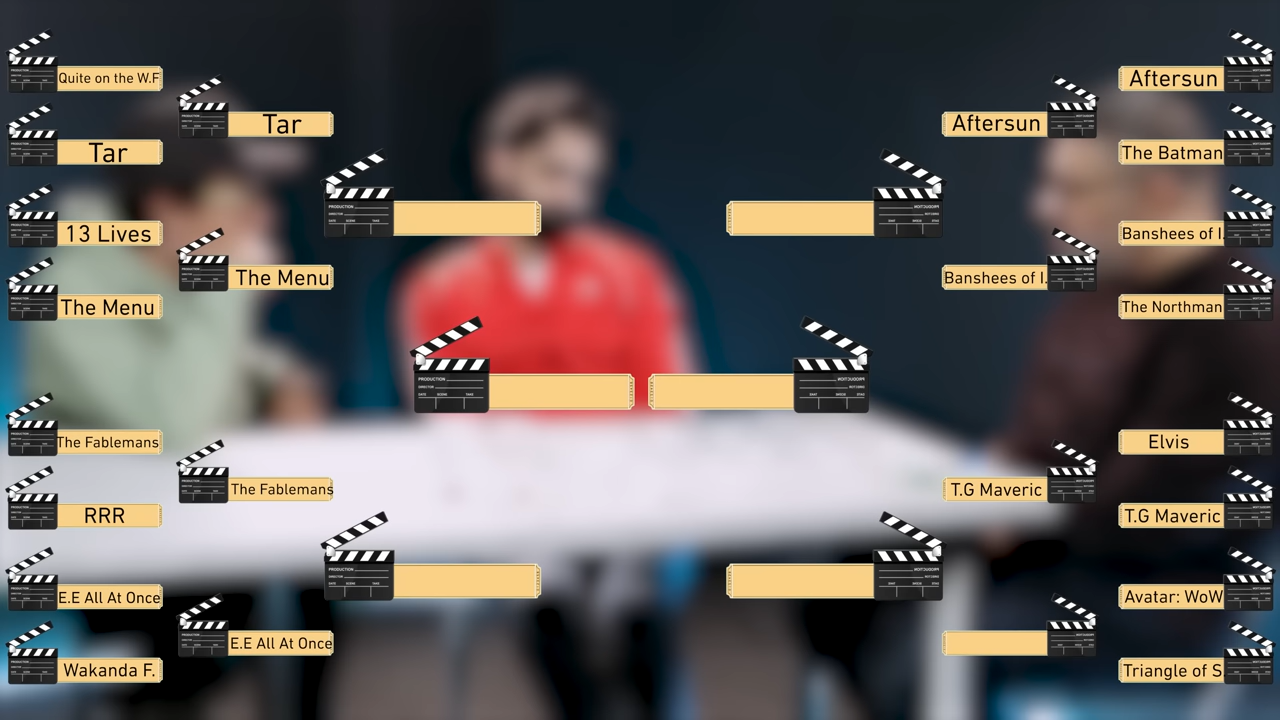 Quite on the W.F
Tar
13 Lives
The Menu
The Fablemans
RRR
E.E All At Once
Wakanda F.
Tar
The Menu
The Fablemans
E.E All At Once
Aftersun
Banshees of I.
T.G Maveric
Aftersun
The Batman
Banshees of I.
The Northman
Elvis
T.G Maveric
Avatar: WoW
Triangle of S